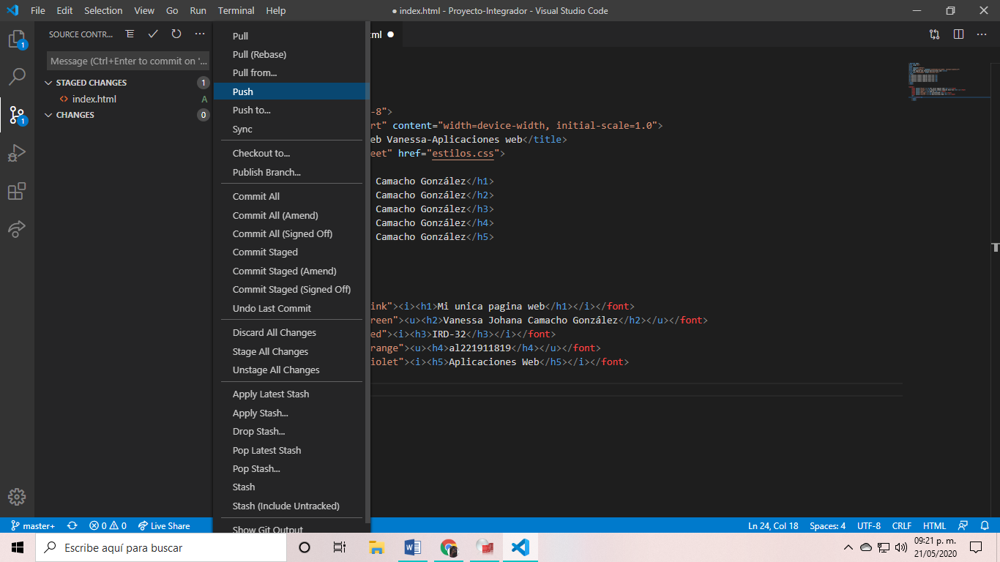 File Edit Selection View Go Run Terminal Help
● index.html - Proyecto-Integrador - Visual Studio Code
SOURCE CONTR...
Message (Ctrl+Enter to commit on '...
STAGED CHANGES 1
<> index.html A
CHANGES 0
1
1
Pull
Pull (Rebase)
Pull from...
Push
Push to...
Sync
Checkout to...
Publish Branch...
Commit All
Commit All (Amend)
Commit All (Signed Off)
Commit Staged
Commit Staged (Amend)
Commit Staged (Signed Off)
Undo Last Commit
Discard All Changes
Stage All Changes
Unstage All Changes
Apply Latest Stash
Apply Stash...
Drop Stash...
Pop Latest Stash
Pop Stash...
Stash
Stash (Include Untracked)
Show Git Output
ml ●
-8">
rt" content="width=device-width, initial-scale=1.0">
eb Vanessa-Aplicaciones web</title>
eet" href="estilos.css">
Camacho González</h1>
Camacho González</h2>
Camacho González</h3>
Camacho González</h4>
Camacho González</h5>
ink"><i><h1>Mi unica pagina web</h1></i></font>
reen"><u><h2>Vanessa Johana Camacho González</h2></u></font>
ed"><i><h3>IRD-32</h3></i></font>
range"><u><h4>al221911819</h4></u></font>
iolet"><i><h5>Aplicaciones Web</h5></i></font>
master+ 0 0 Live Share
Ln 24, Col 18 Spaces: 4 UTF-8 CRLF HTML
Escribe aquí para buscar
09:21 p. m.
21/05/2020